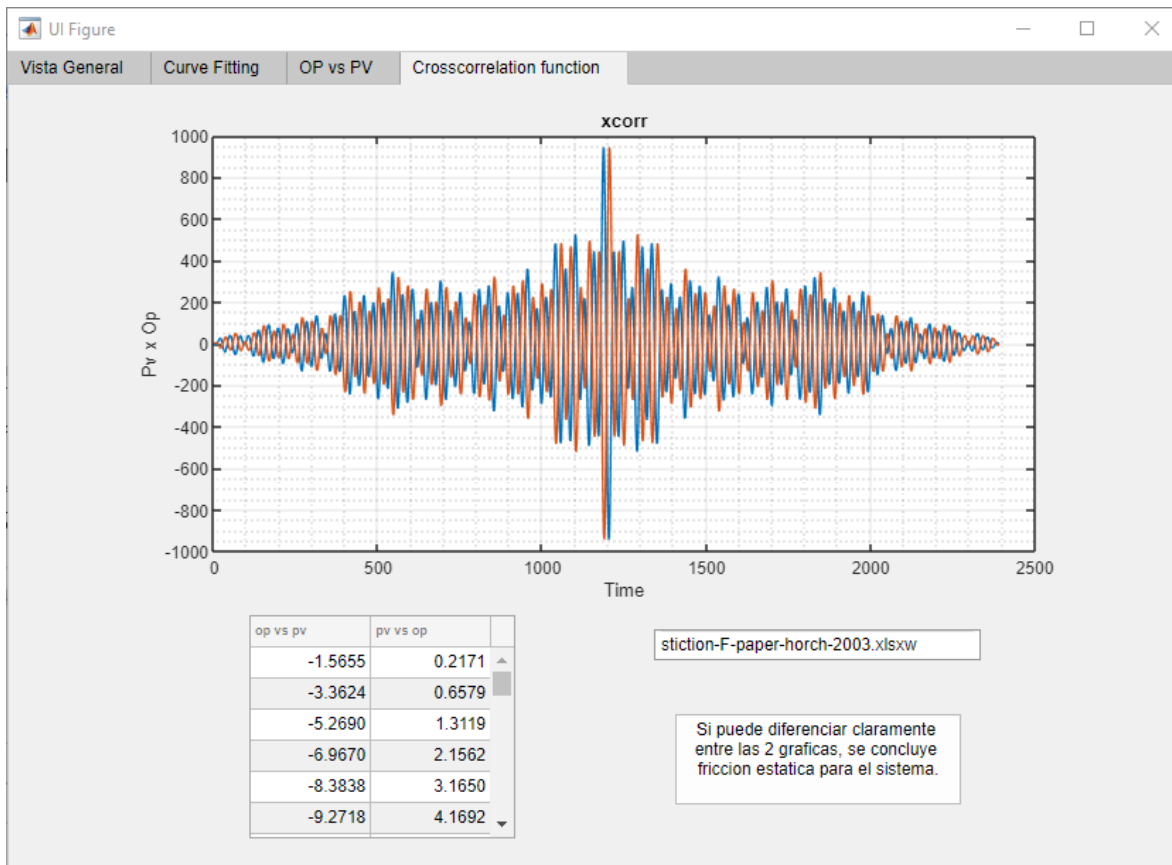 UI Figure
Vista General Curve Fitting OP vs PV Crosscorrelation function
xcorr
1000
800
600
400
200
0
-200
-400
-600
-800
-1000
Pv x Op
0 500 1000 1500 2000 2500
Time
op vs pv pv vs op
-1.5655 0.2171
-3.3624 0.6579
-5.2690 1.3119
-6.9670 2.1562
-8.3838 3.1650
-9.2718 4.1692
stiction-F-paper-horch-2003.xlsxw
Si puede diferenciar claramente
entre las 2 graficas, se concluye
friccion estatica para el sistema.